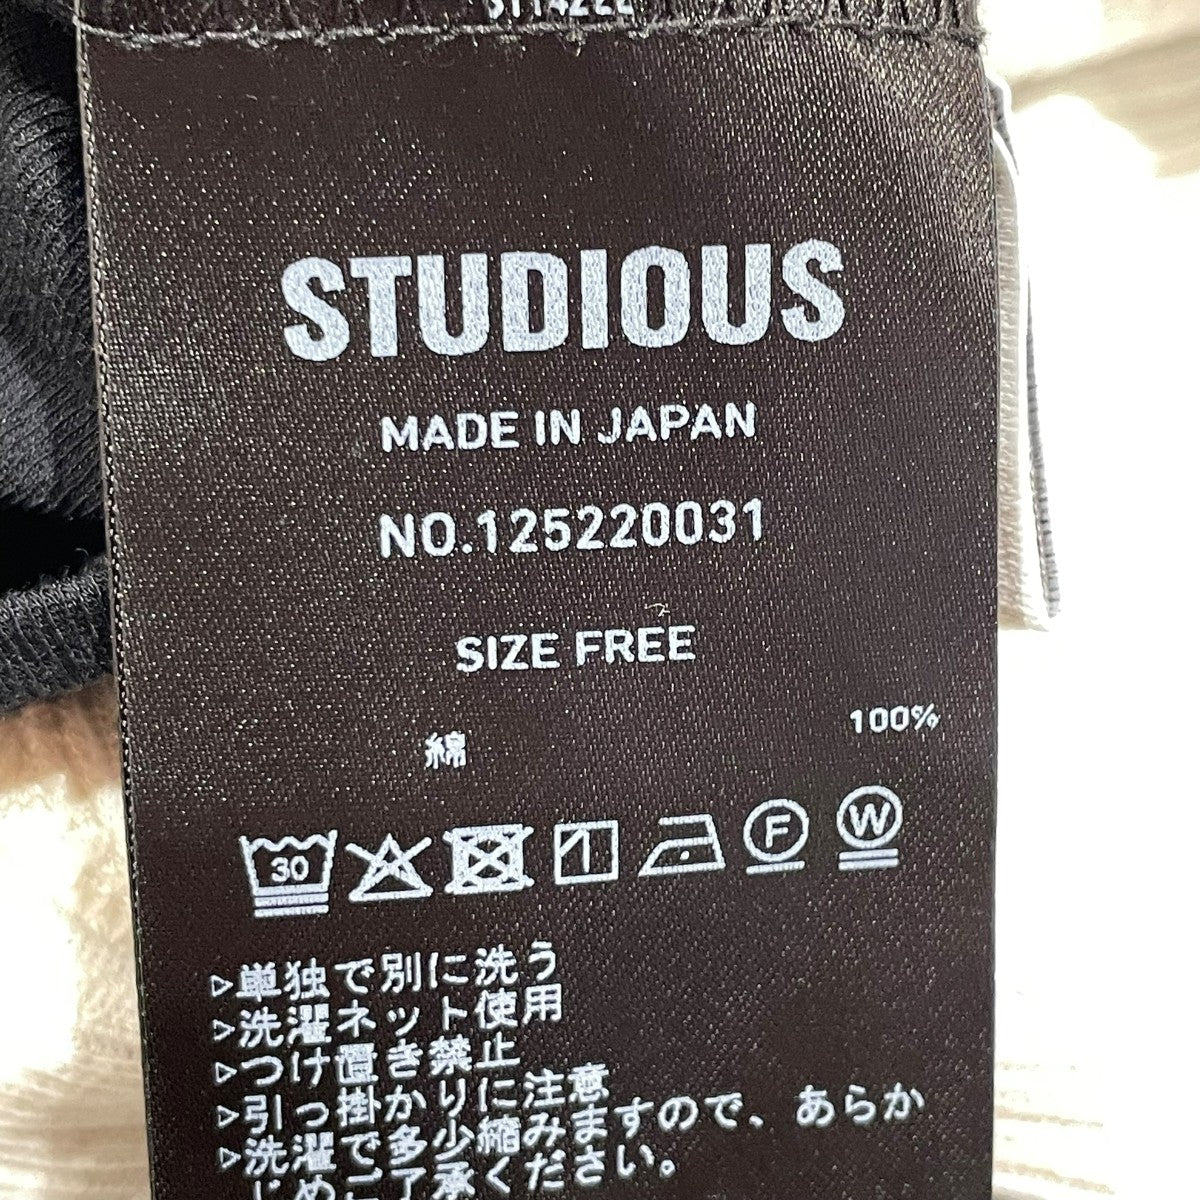 STUDIOUS
MADE IN JAPAN
NO.125220031
SIZE FREE
綿 100%
30 F W
▷単独で別に洗う
▷洗濯ネット使用
▷つけ置き禁止
▷引っ掛かりに注意
▷洗濯で多少縮みますので、あらか
じめご了承ください。